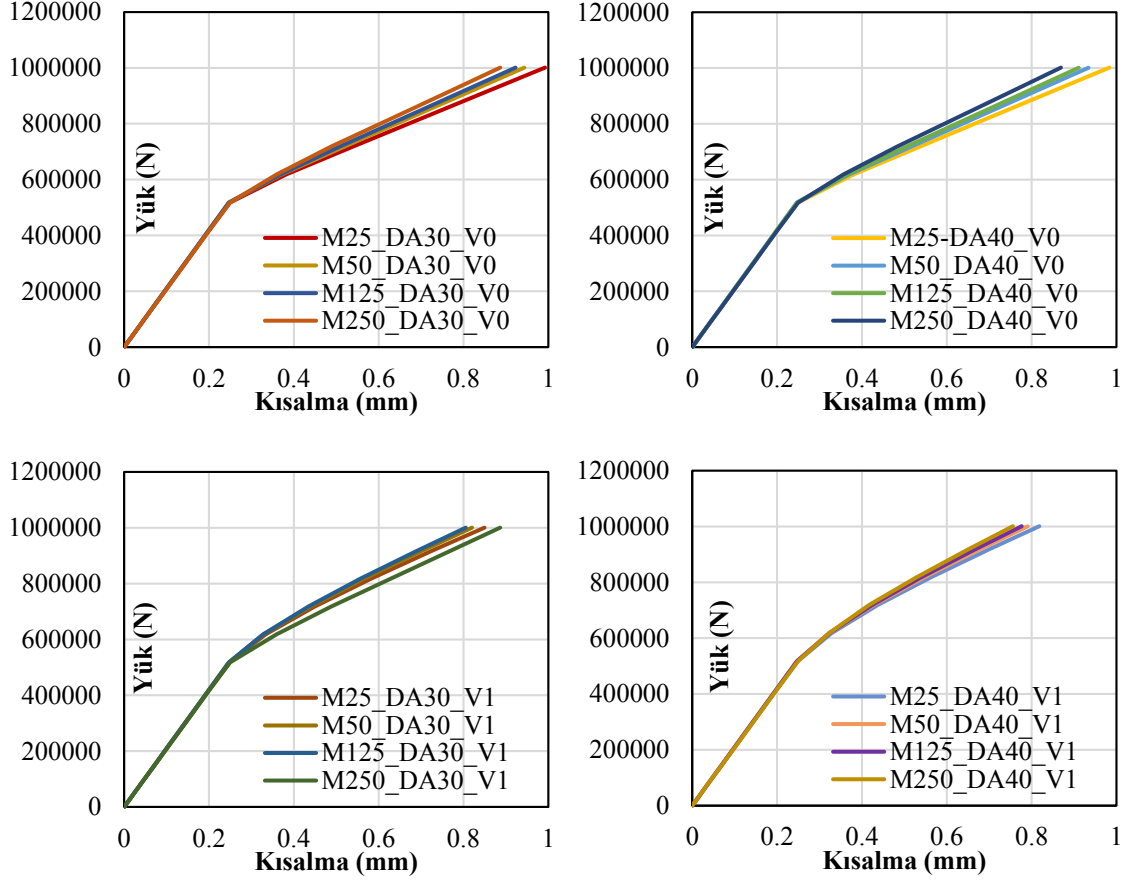 1200000
1000000
800000
600000
400000
200000
0
Yük (N)
M25_DA30_V0
M50_DA30_V0
M125_DA30_V0
M250_DA30_V0
0 0.2 0.4 0.6 0.8 1
Kısalma (mm)
1200000
1000000
800000
600000
400000
200000
0
Yük (N)
M25-DA40_V0
M50_DA40_V0
M125_DA40_V0
M250_DA40_V0
0 0.2 0.4 0.6 0.8 1
Kısalma (mm)
1200000
1000000
800000
600000
400000
200000
0
Yük (N)
M25_DA30_V1
M50_DA30_V1
M125_DA30_V1
M250_DA30_V1
0 0.2 0.4 0.6 0.8 1
Kısalma (mm)
1200000
1000000
800000
600000
400000
200000
0
Yük (N)
M25_DA40_V1
M50_DA40_V1
M125_DA40_V1
M250_DA40_V1
0 0.2 0.4 0.6 0.8 1
Kısalma (mm)